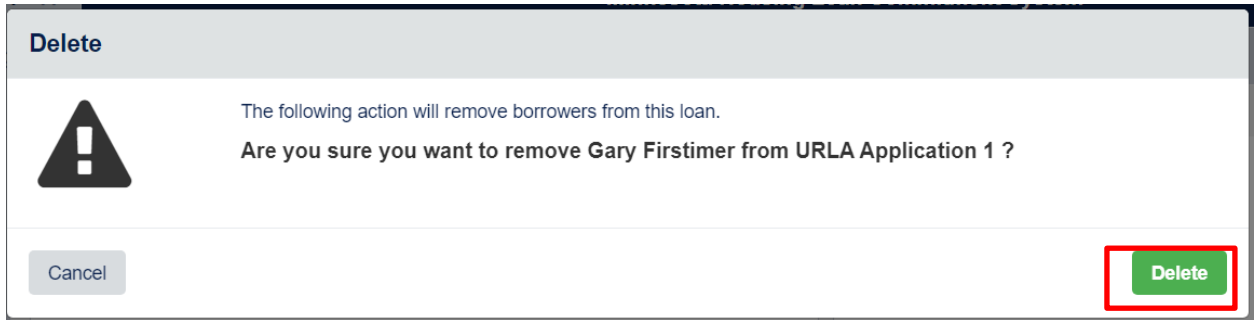 Delete
The following action will remove borrowers from this loan.
Are you sure you want to remove Gary Firstimer from URLA Application 1 ?
Cancel
Delete